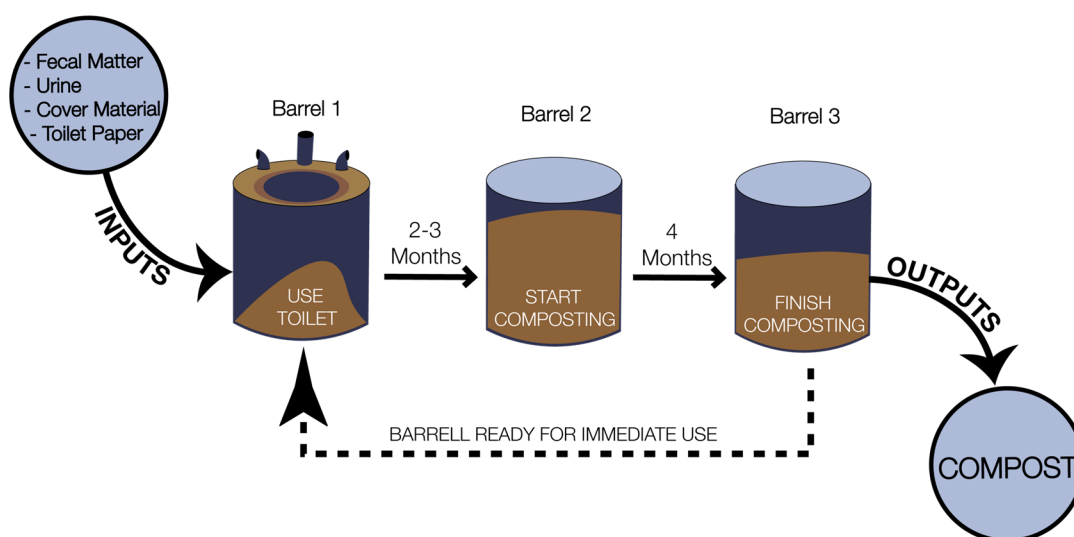 - Fecal Matter
- Urine
- Cover Material
- Toilet Paper
INPUTS
Barrel 1
USE
TOILET
2-3
Months
Barrel 2
START
COMPOSTING
4
Months
Barrel 3
FINISH
COMPOSTING
OUTPUTS
BARRELL READY FOR IMMEDIATE USE
COMPOST